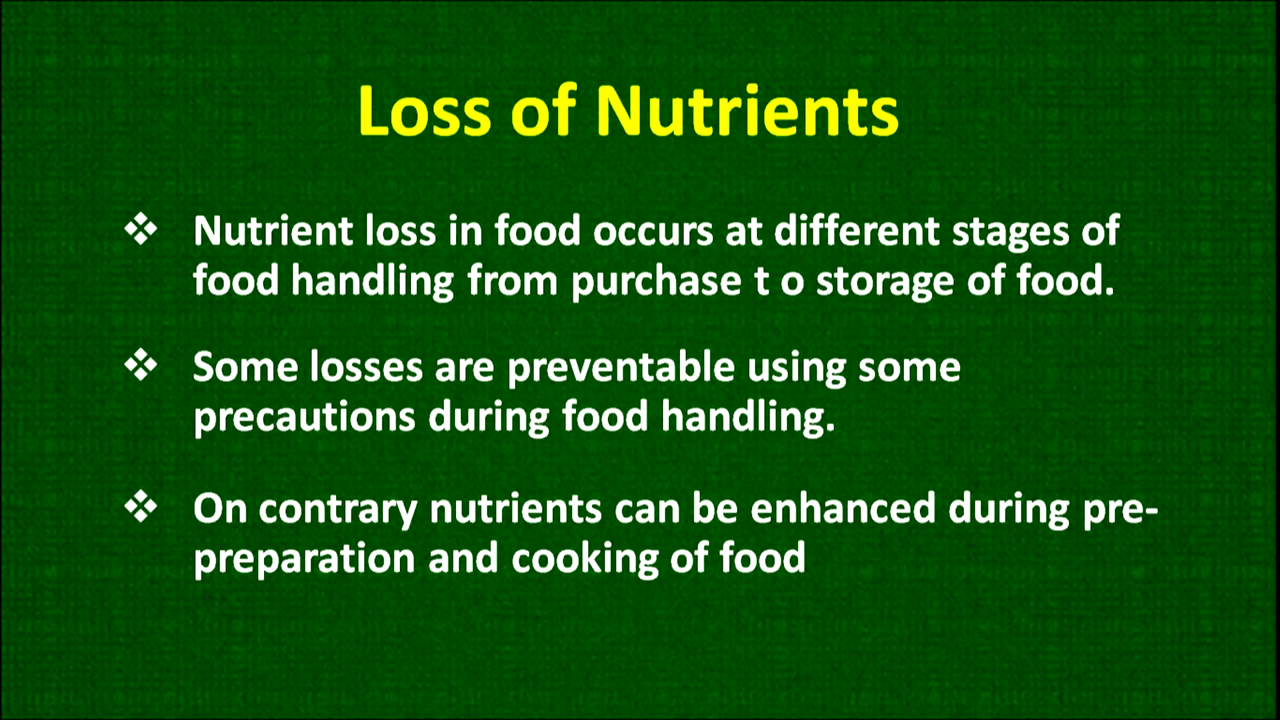 Loss of Nutrients
❖ Nutrient loss in food occurs at different stages of
food handling from purchase t o storage of food.
❖ Some losses are preventable using some
precautions during food handling.
❖ On contrary nutrients can be enhanced during pre-
preparation and cooking of food